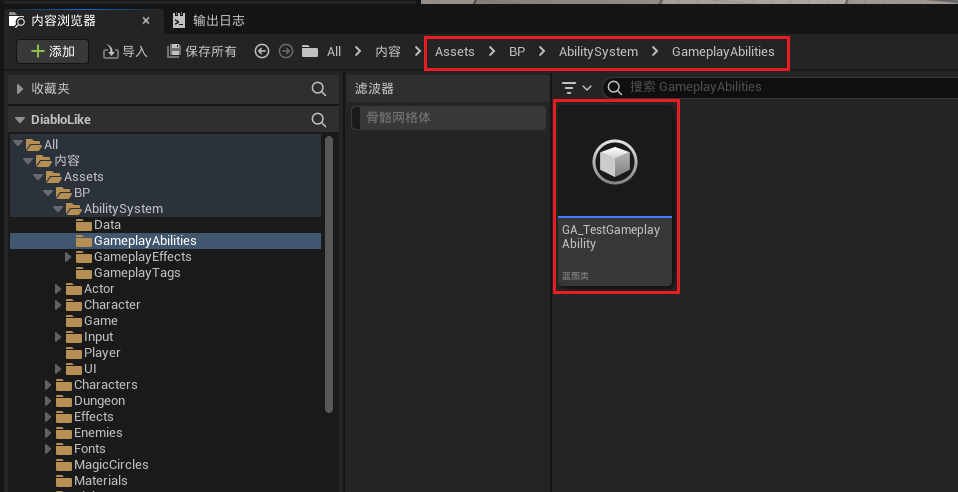 内容浏览器 × 输出日志
添加 导入 保存所有 All 内容 Assets BP AbilitySystem GameplayAbilities
收藏夹
DiabloLike
All
内容
Assets
BP
AbilitySystem
Data
GameplayAbilities
GameplayEffects
GameplayTags
Actor
Character
Game
Input
Player
UI
Characters
Dungeon
Effects
Enemies
Fonts
MagicCircles
Materials
滤波器
骨骼网格体
搜索 GameplayAbilities
GA_TestGameplay
Ability
蓝图类